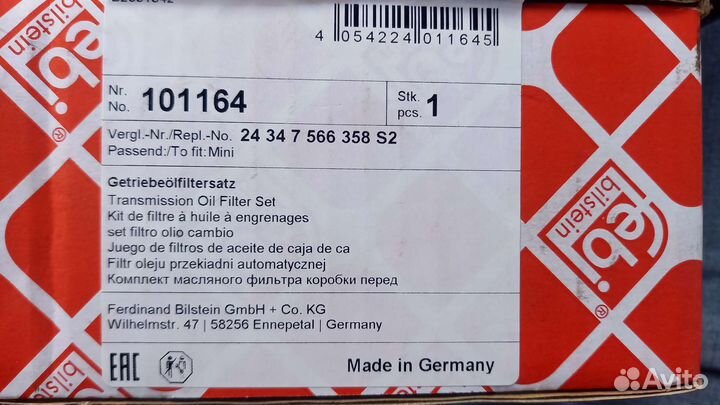 4 054224 011645
Nr.
No. 101164
Stk.
pcs. 1
Vergl.-Nr./Repl.-No. 24 34 7 566 358 S2
Passend:/To fit:Mini
Getriebeölfiltersatz
Transmission Oil Filter Set
Kit de filtre à huile à engrenages
set filtro olio cambio
Juego de filtros de aceite de caja de ca
Filtr oleju przekiadni automatycznej
Комплект масляного фильтра коробки перед
Ferdinand Bilstein GmbH + Co. KG
Wilhelmstr. 47 | 58256 Ennepetal | Germany
EAC
Made in Germany
febi
bilstein
®
febi
bilstein
®
febi
bilstein
Avito